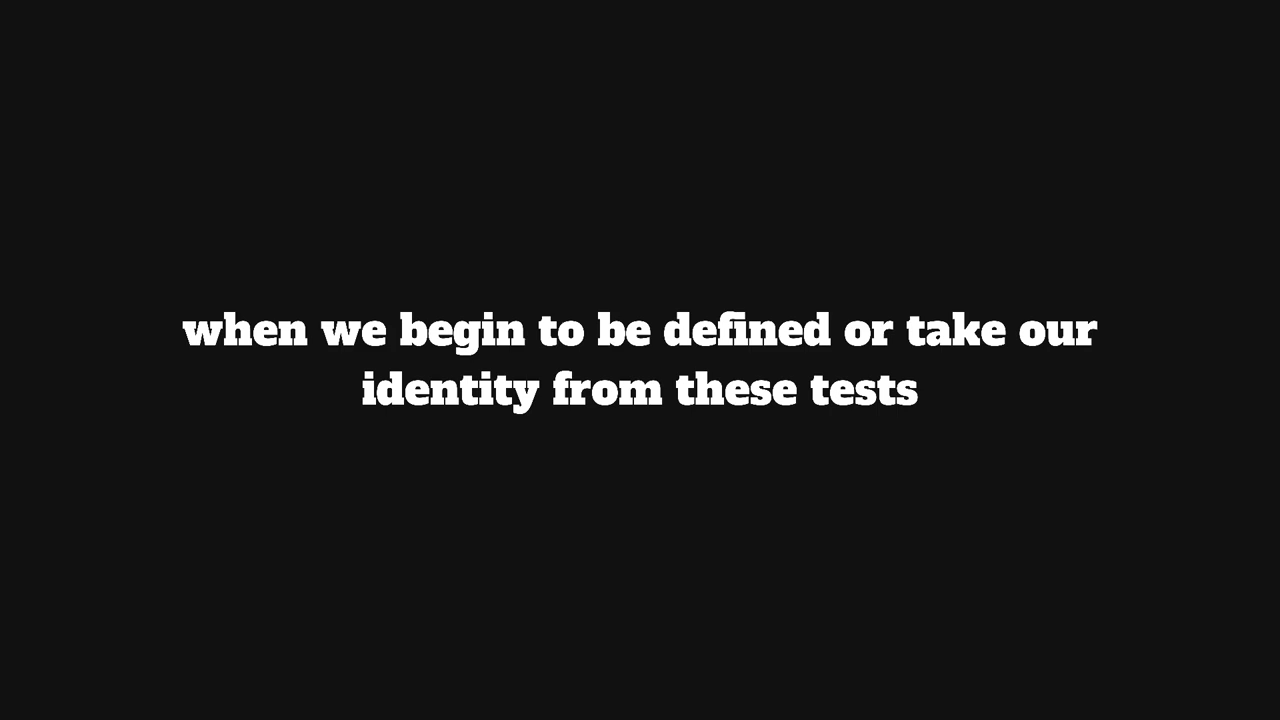 when we begin to be defined or take our
identity from these tests